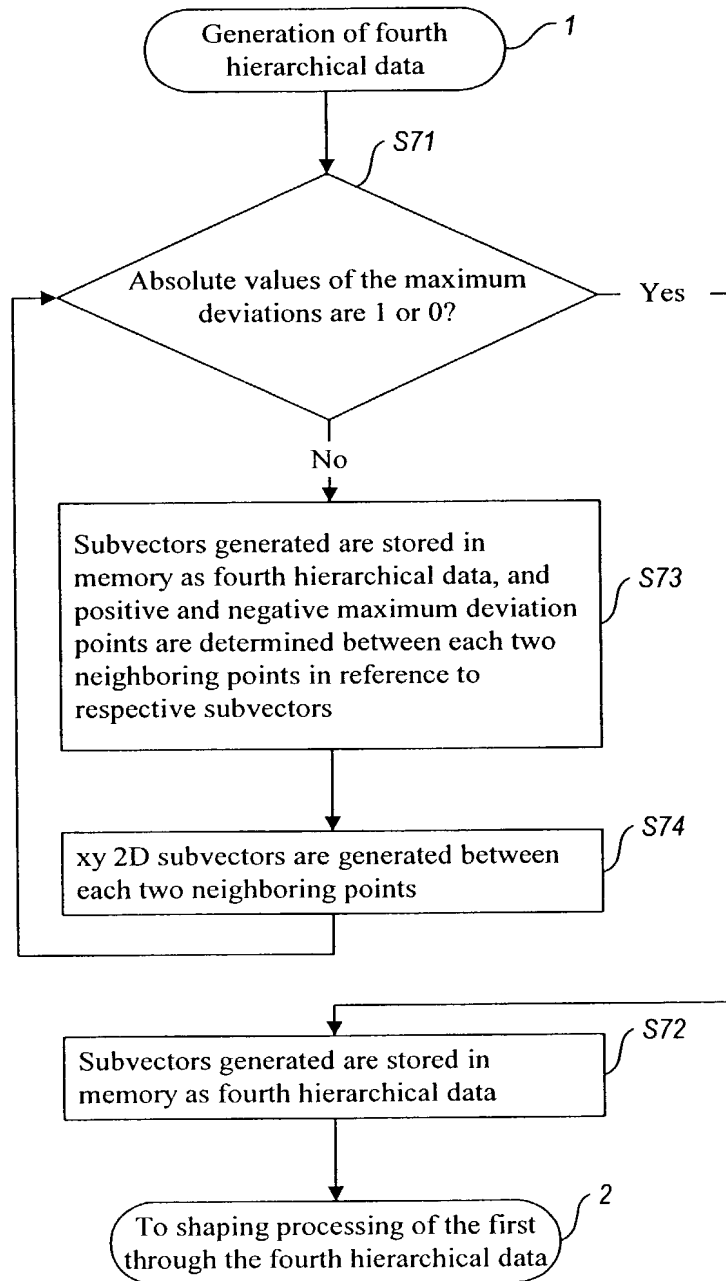 Generation of fourth
hierarchical data
1
S71
Absolute values of the maximum
deviations are 1 or 0?
Yes
No
Subvectors generated are stored in
memory as fourth hierarchical data, and
positive and negative maximum deviation
points are determined between each two
neighboring points in reference to
respective subvectors
S73
S74
xy 2D subvectors are generated between
each two neighboring points
S72
Subvectors generated are stored in
memory as fourth hierarchical data
2
To shaping processing of the first
through the fourth hierarchical data